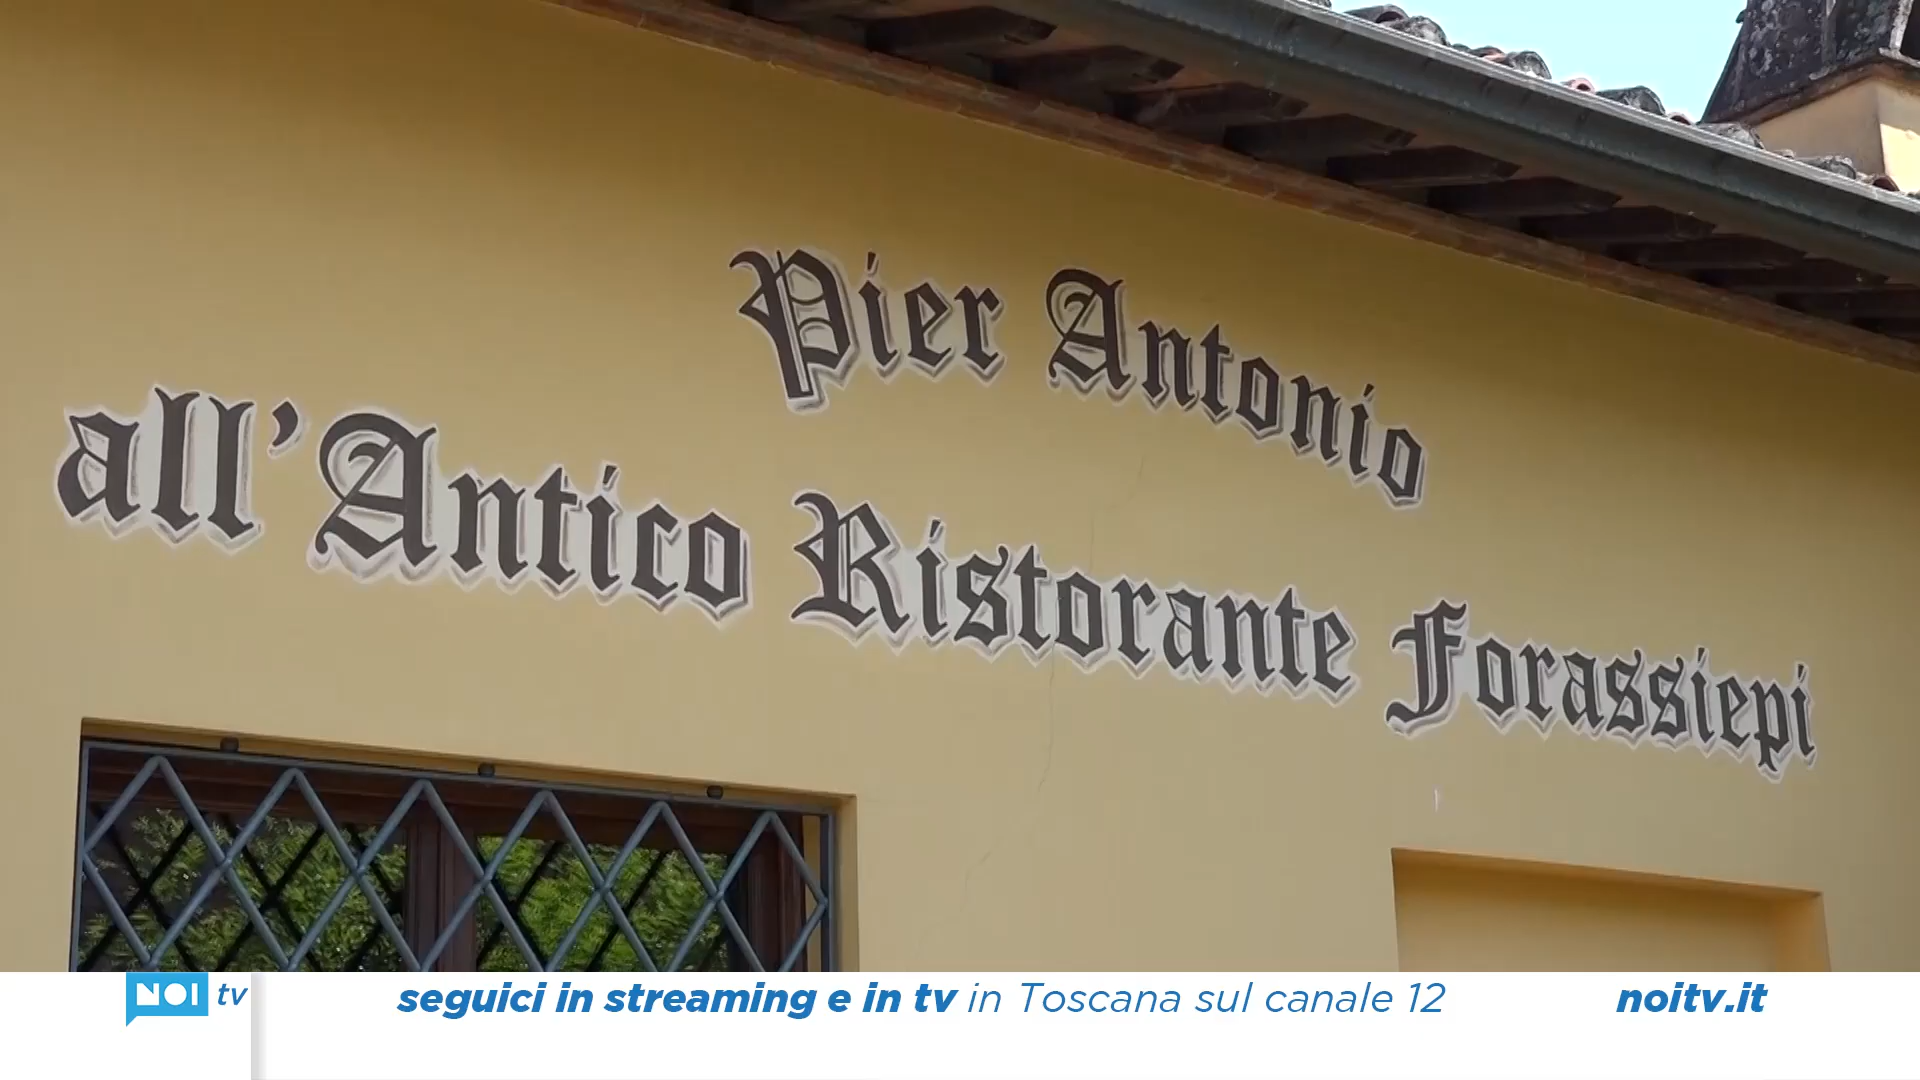 Pier Antonio
all'Antico Ristorante Forassiepi
NOI tv
seguici in streaming e in tv in Toscana sul canale 12
noitv.it